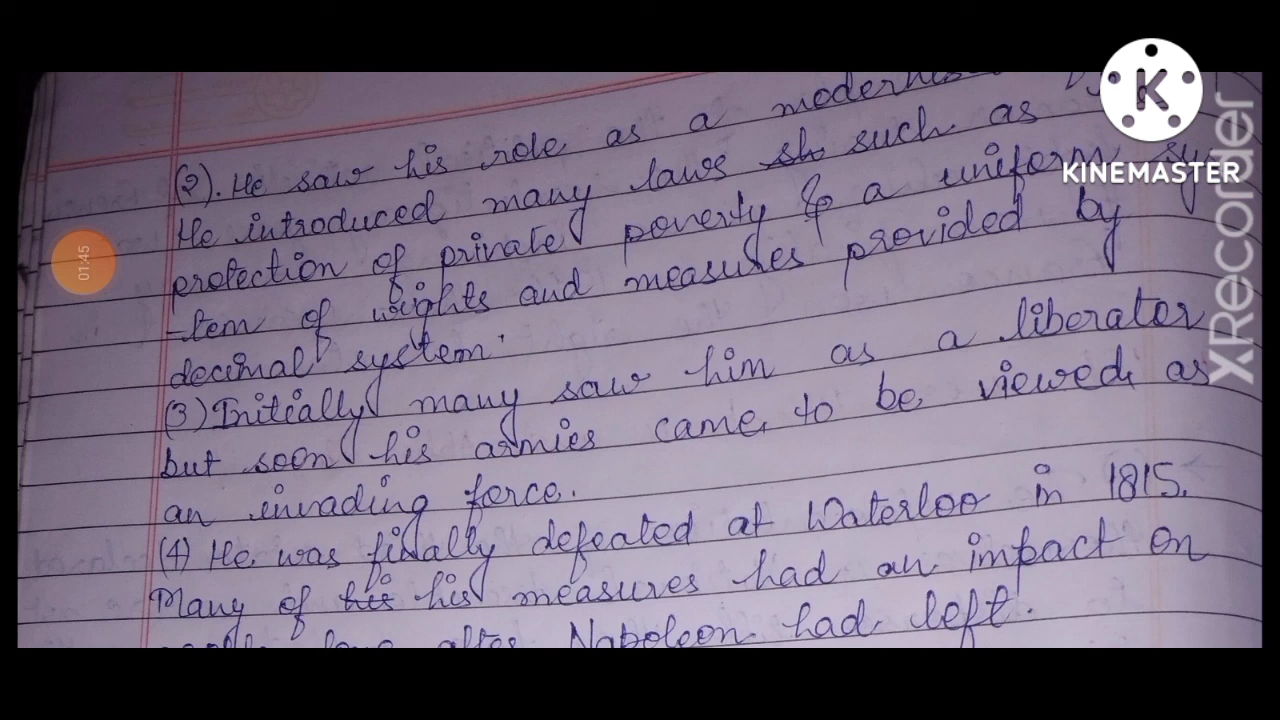 (2). He saw his role as a
He introduced many laws such as
protection of private poverty & a uniform sy-
-tem of weights and measures provided by
decimal system.
(3) Initially many saw him as a liberator
but soon his armies came to be viewed as
an invading force.
(4) He was finally defeated at Waterloo in 1815.
Many of his his measures had an impact on
long after Napoleon had left.
KINEMASTER
XRecorder
01:45